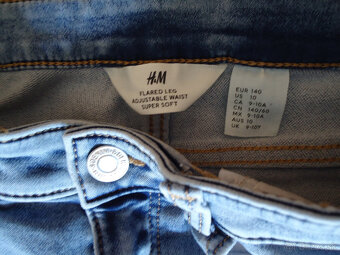 H&M
FLARED LEG
ADJUSTABLE WAIST
SUPER SOFT
EUR 140
US 10
CA 9-10A
CN 140/60
MX 9-10A
AUS 10
UK 9-10Y